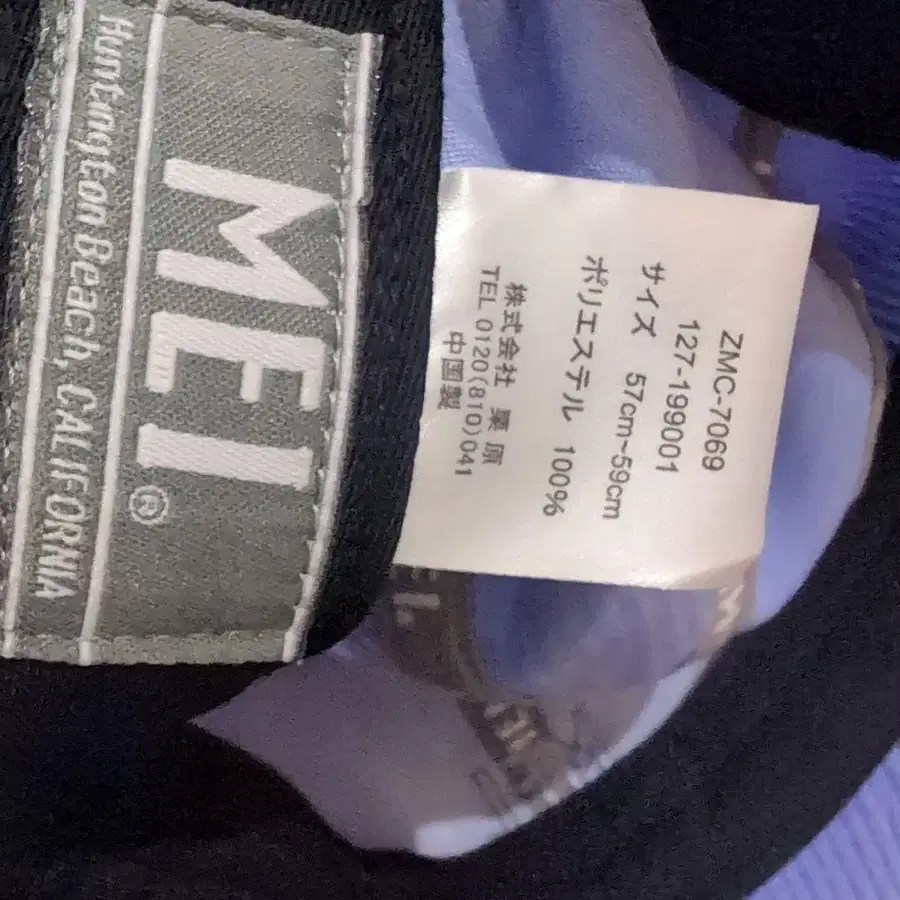 MEI®
Huntington Beach, CALIFORNIA
ZMC-7069
127-199001
サイズ 57cm~59cm
ポリエステル 100%
株式会社 栗原
TEL 0120(810)041
中国製